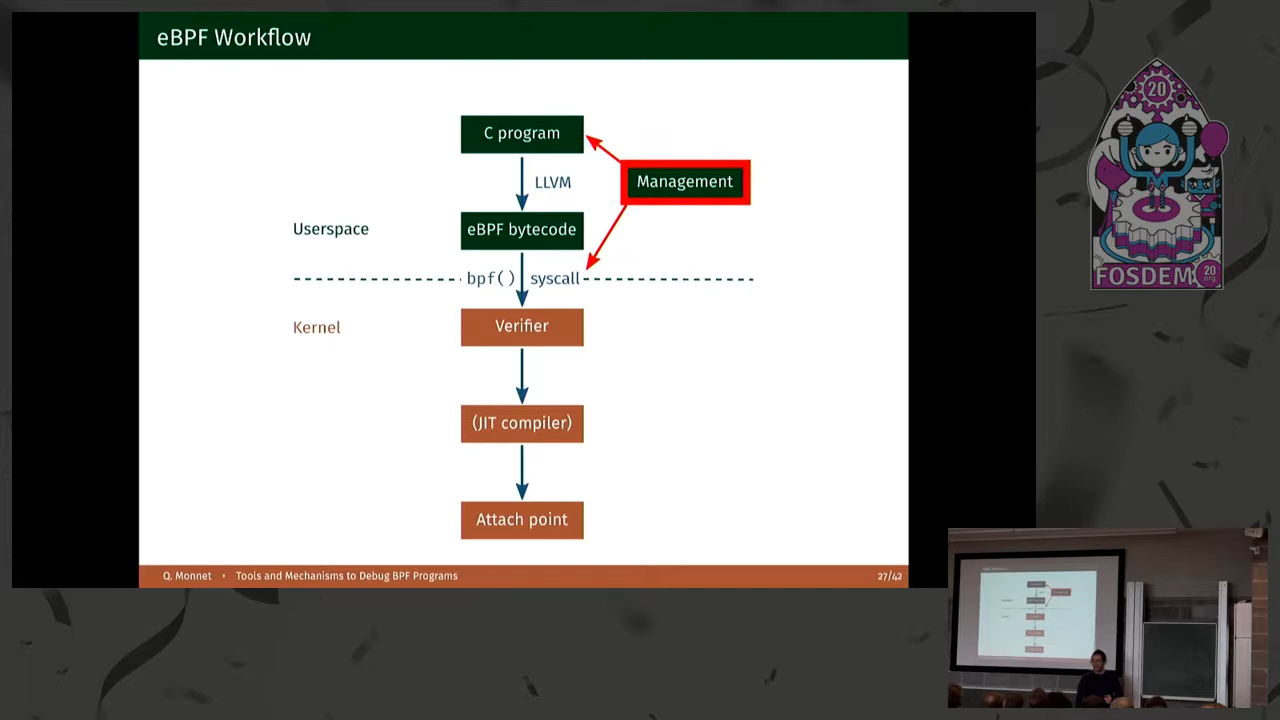 eBPF Workflow
C program
LLVM
Management
Userspace
eBPF bytecode
bpf() syscall
Kernel
Verifier
(JIT compiler)
Attach point
Q. Monnet • Tools and Mechanisms to Debug BPF Programs
27/42
20
FOSDEM 20
.org